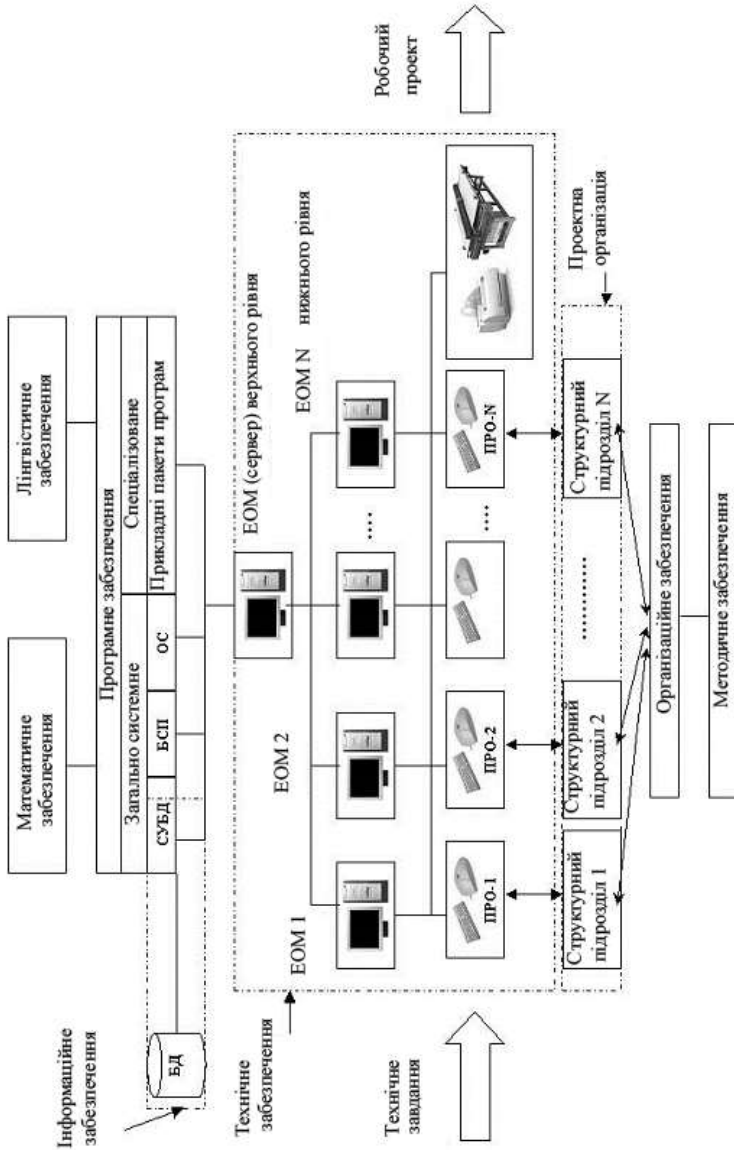 Математичне
забезпечення
Лінгвістичне
забезпечення
Програмне забезпечення
Загально системне
Спеціалізоване
СУБД
БСП
ОС
Прикладні пакети програм
БД
Інформаційне
забезпечення
ЕОМ (сервер) верхнього рівня
Технічне
забезпечення
ЕОМ 1
ЕОМ 2
ЕОМ N
нижнього рівня
.....
ПРО-1
ПРО-2
.....
ПРО-N
Технічне
завдання
Робочий
проект
Структурний
підрозділ 1
Структурний
підрозділ 2
............
Структурний
підрозділ N
Проектна
організація
Організаційне забезпечення
Методичне забезпечення